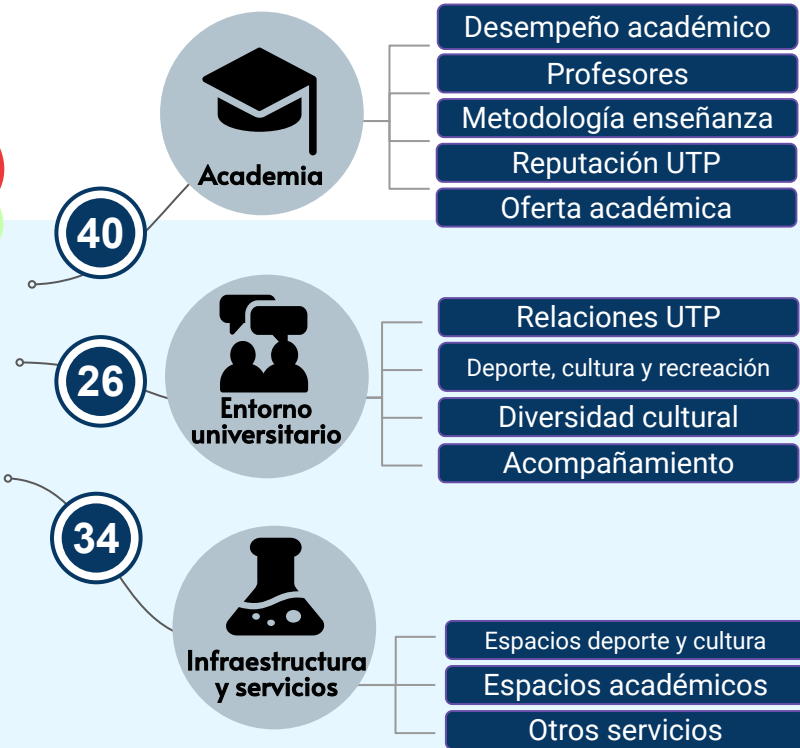 40
Academia
Desempeño académico
Profesores
Metodología enseñanza
Reputación UTP
Oferta académica
26
Entorno
universitario
Relaciones UTP
Deporte, cultura y recreación
Diversidad cultural
Acompañamiento
34
Infraestructura
y servicios
Espacios deporte y cultura
Espacios académicos
Otros servicios